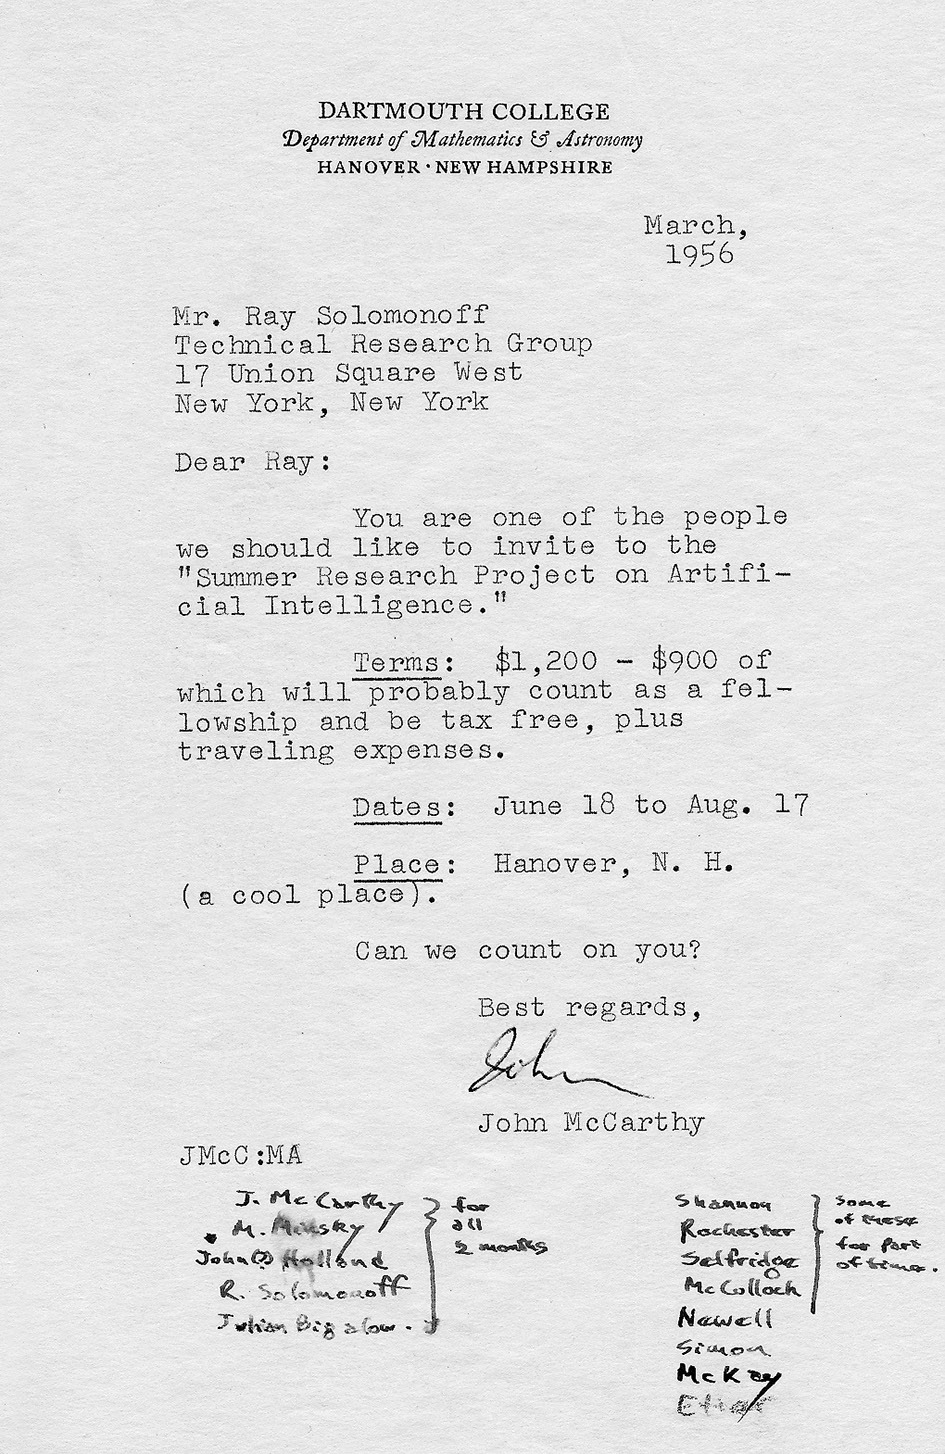 DARTMOUTH COLLEGE
Department of Mathematics & Astronomy
HANOVER · NEW HAMPSHIRE
March,
1956
Mr. Ray Solomonoff
Technical Research Group
17 Union Square West
New York, New York
Dear Ray:
You are one of the people
we should like to invite to the
"Summer Research Project on Artifi-
cial Intelligence."
Terms: $1,200 - $900 of
which will probably count as a fel-
lowship and be tax free, plus
traveling expenses.
Dates: June 18 to Aug. 17
Place: Hanover, N. H.
(a cool place).
Can we count on you?
Best regards,
John
John McCarthy
JMcC:MA
J. McCarthy
M. Minsky
John Holland
R. Solomonoff
Julian Bigalow.
for
all
2 months
Shannon
Rochester
Selfridge
McColloch
Newell
Simon
McKay
some
of these
for part
of time.